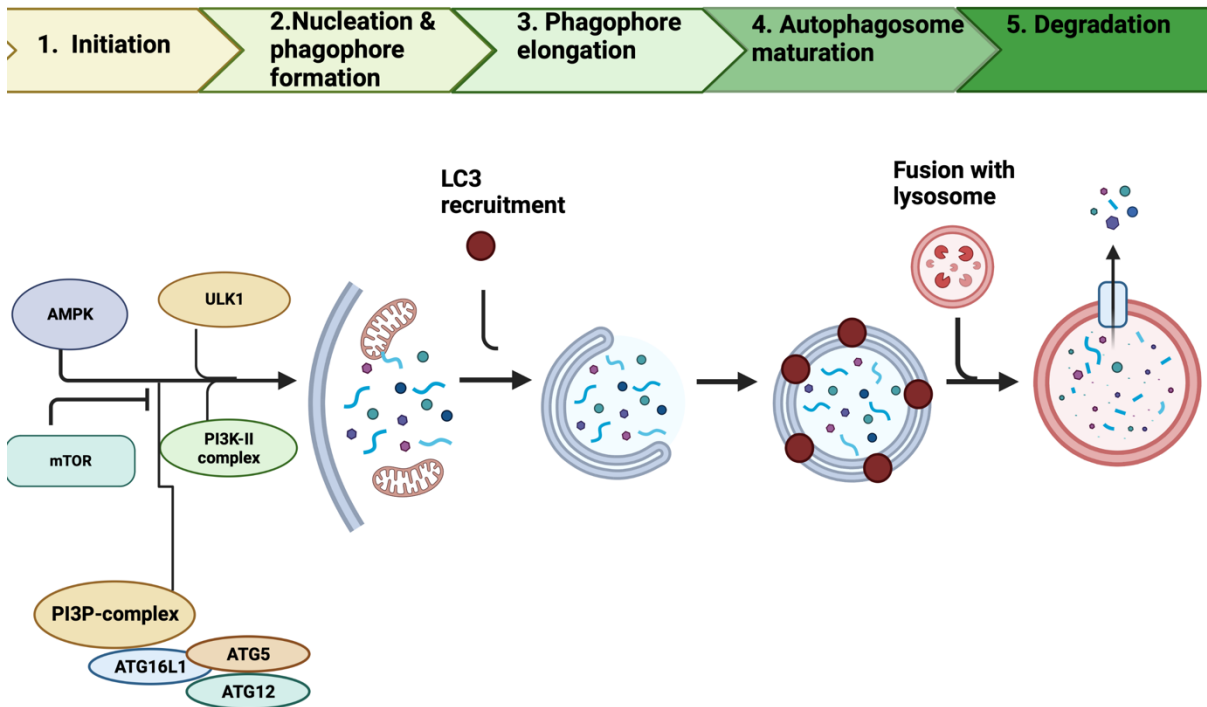 1. Initiation
2.Nucleation &
phagophore
formation
3. Phagophore
elongation
4. Autophagosome
maturation
5. Degradation
LC3
recruitment
Fusion with
lysosome
AMPK
ULK1
mTOR
PI3K-II
complex
PI3P-complex
ATG16L1
ATG5
ATG12